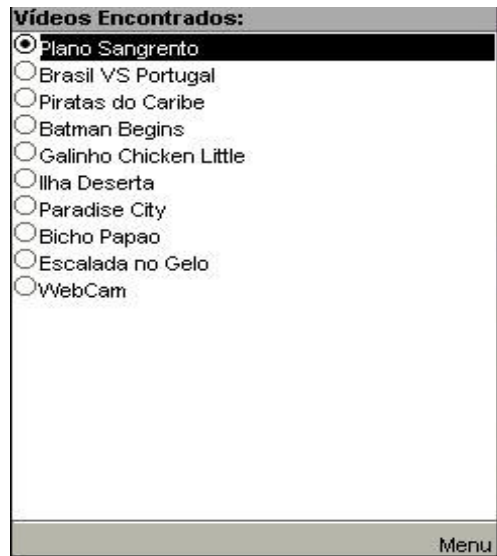 Vídeos Encontrados:
Plano Sangrento
Brasil VS Portugal
Piratas do Caribe
Batman Begins
Galinho Chicken Little
Ilha Deserta
Paradise City
Bicho Papao
Escalada no Gelo
WebCam
Menu